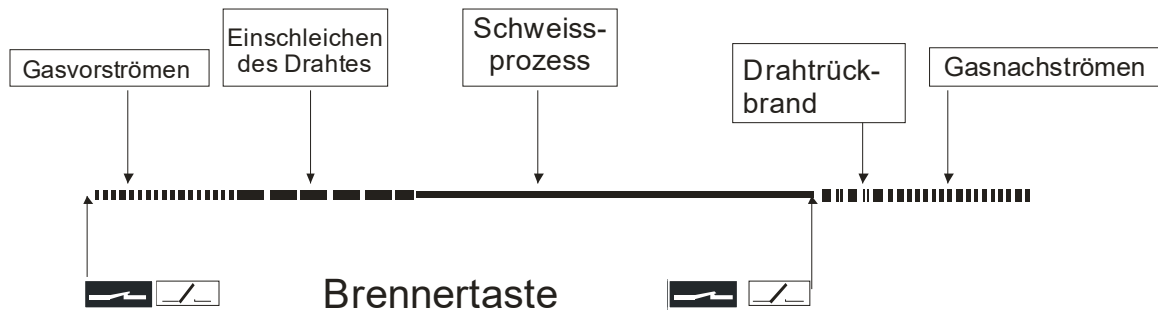 Gasvorströmen
Einschleichen
des Drahtes
Schweiss-
prozess
Drahtrück-
brand
Gasnachströmen
Brennertaste